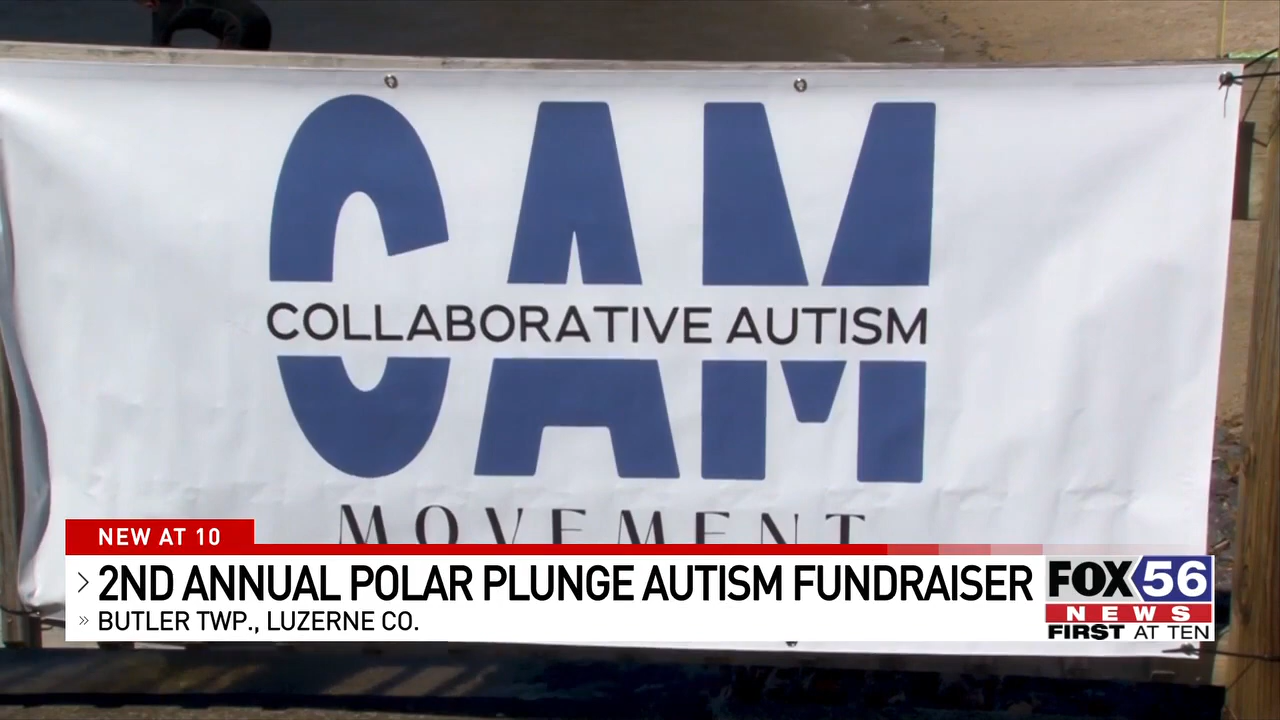 CAM
COLLABORATIVE AUTISM
MOVEMENT
NEW AT 10
2ND ANNUAL POLAR PLUNGE AUTISM FUNDRAISER
BUTLER TWP., LUZERNE CO.
FOX 56
NEWS
FIRST AT TEN